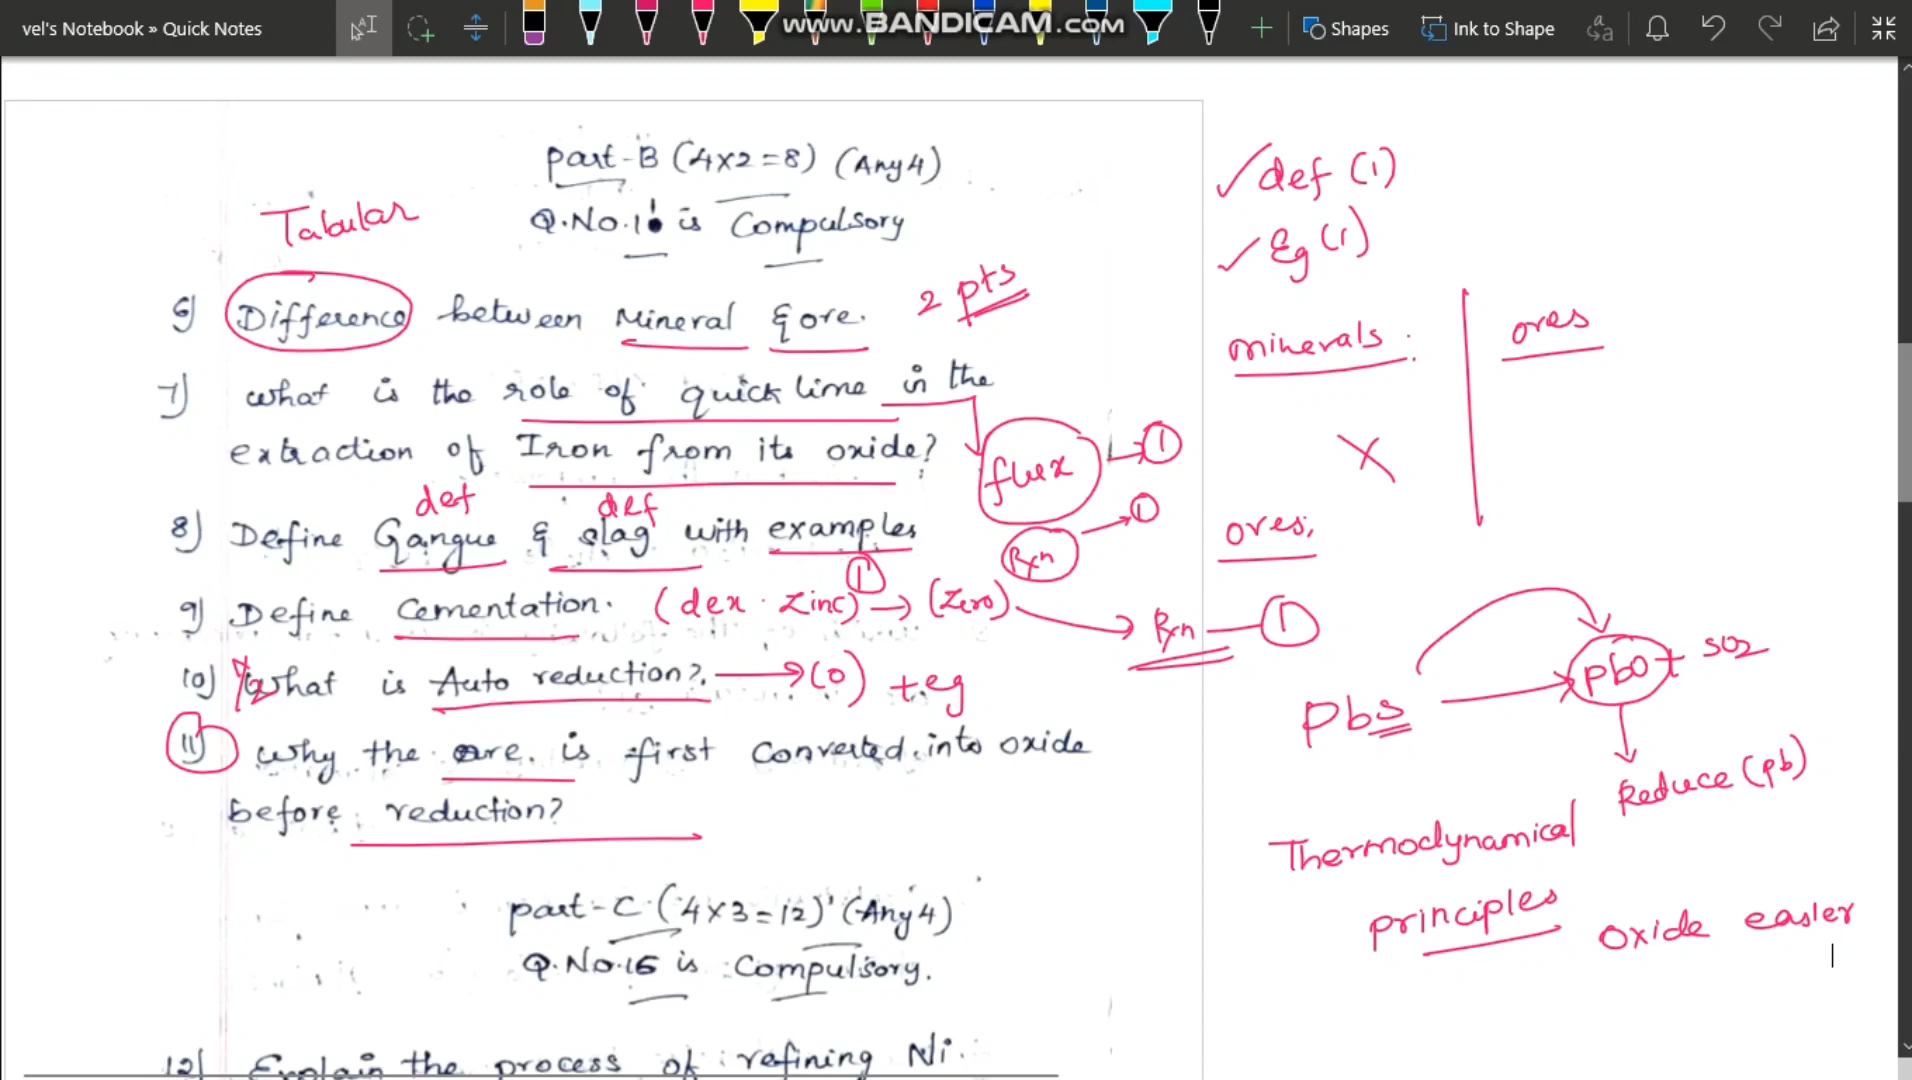 vel's Notebook » Quick Notes
www.BANDICAM.com
Shapes
Ink to Shape
Part-B (4x2=8) (Any 4)
Q.No.11 is Compulsory
Tabular
6) Difference between Mineral & ore.
2 pts
7) what is the role of quick lime in the
extraction of Iron from its oxide?
flux → 1
Rxn → 1
def def
8) Define Gangue & slag with examples
1
9) Define Cementation. (dex. zinc) → (zero)
Rxn — 1
10) What is Auto reduction? → (0) + eg
1/2
11) why the ore is first converted into oxide
before reduction?
part-C (4x3=12) (Any 4)
Q.No.16 is Compulsory.
12) Explain the process of refining Ni.
✓ def (1)
✓ Eg (1)
minerals
ores
X
ores
Pbs → pbo + so2
Reduce (pb)
Thermodynamical
principles
oxide easier